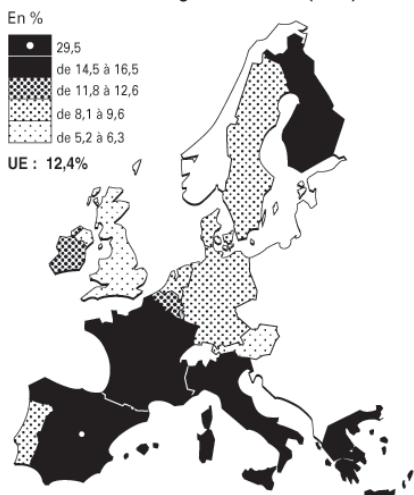 En %
29,5
de 14,5 à 16,5
de 11,8 à 12,6
de 8,1 à 9,6
de 5,2 à 6,3
UE : 12,4%